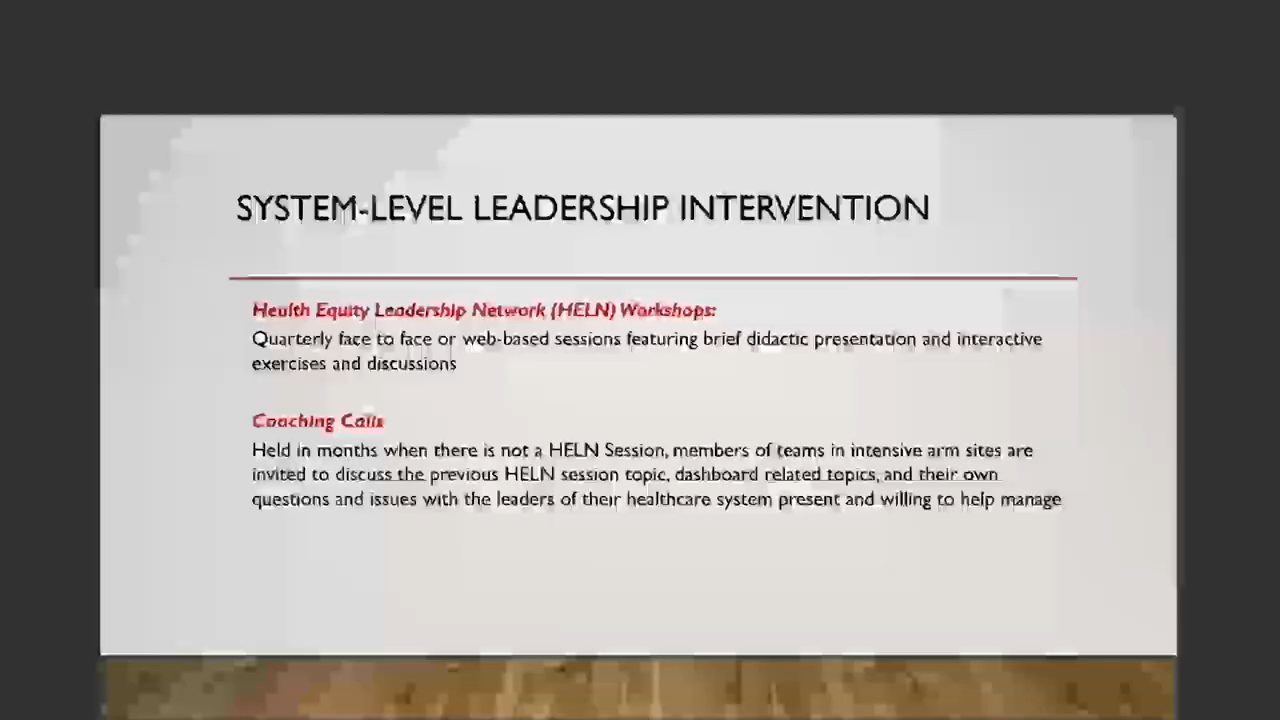 SYSTEM-LEVEL LEADERSHIP INTERVENTION
Health Equity Leadership Network (HELN) Workshops:
Quarterly face to face or web-based sessions featuring brief didactic presentation and interactive
exercises and discussions
Coaching Calls
Held in months when there is not a HELN Session, members of teams in intensive arm sites are
invited to discuss the previous HELN session topic, dashboard related topics, and their own
questions and issues with the leaders of their healthcare system present and willing to help manage